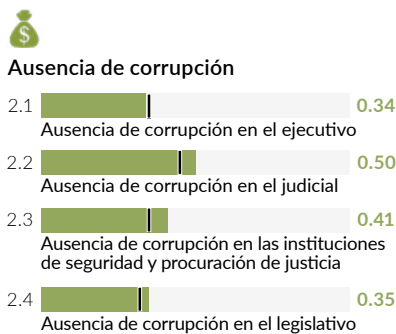 $
Ausencia de corrupción
2.1 0.34
Ausencia de corrupción en el ejecutivo
2.2 0.50
Ausencia de corrupción en el judicial
2.3 0.41
Ausencia de corrupción en las instituciones
de seguridad y procuración de justicia
2.4 0.35
Ausencia de corrupción en el legislativo